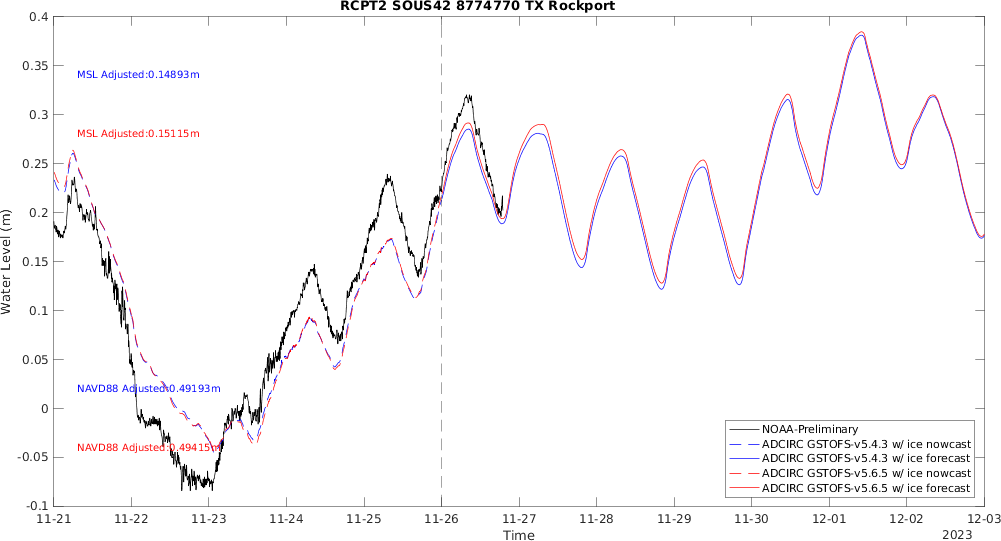 RCPT2 SOUS42 8774770 TX Rockport
0.4
0.35
0.3
0.25
0.2
0.15
0.1
0.05
0
-0.05
-0.1
Water Level (m)
MSL Adjusted:0.14893m
MSL Adjusted:0.15115m
NAVD88 Adjusted:0.49193m
NAVD88 Adjusted:0.49415m
NOAA-Preliminary
ADCIRC GSTOFS-v5.4.3 w/ ice nowcast
ADCIRC GSTOFS-v5.4.3 w/ ice forecast
ADCIRC GSTOFS-v5.6.5 w/ ice nowcast
ADCIRC GSTOFS-v5.6.5 w/ ice forecast
11-21 11-22 11-23 11-24 11-25 11-26 11-27 11-28 11-29 11-30 12-01 12-02 12-03
Time
2023